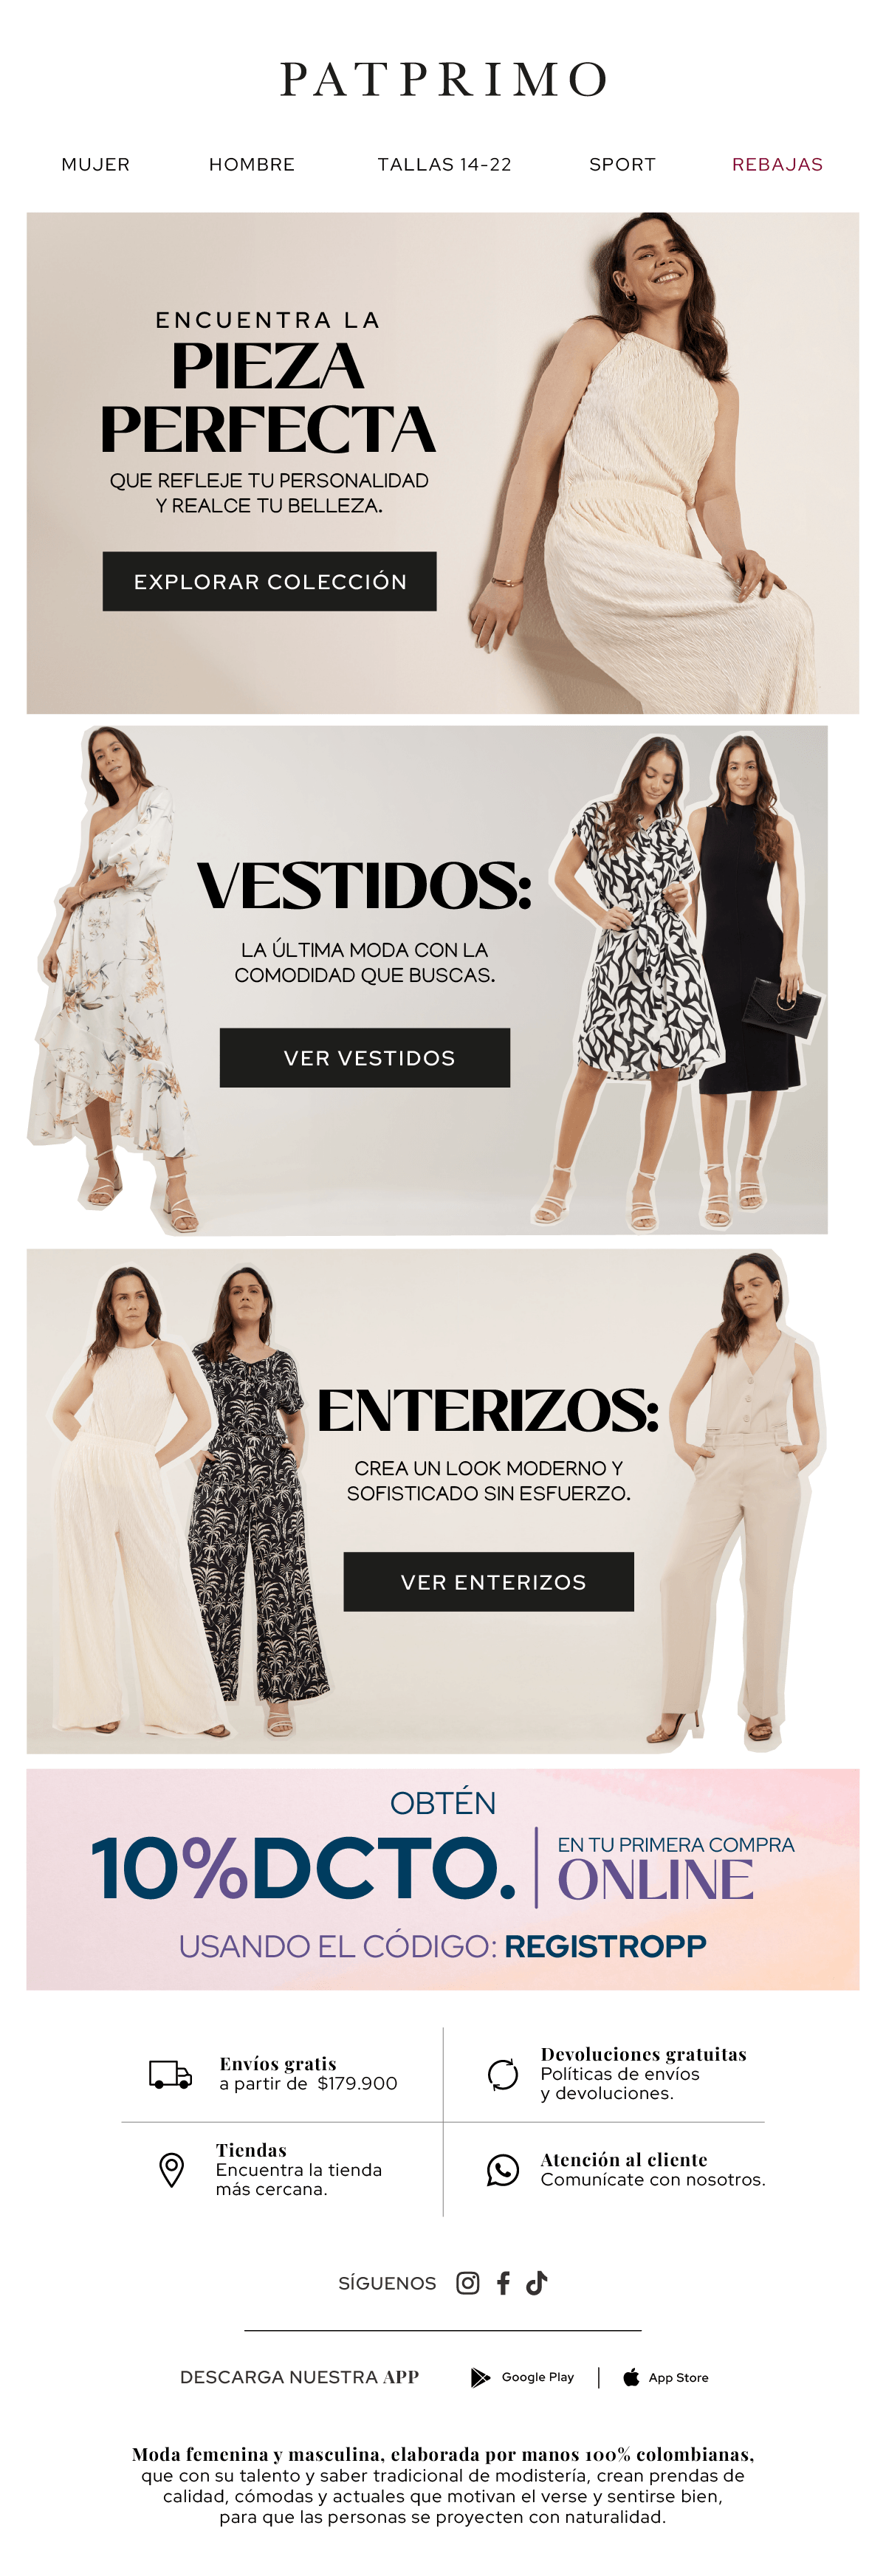 PATPRIMO
MUJER HOMBRE TALLAS 14-22 SPORT REBAJAS
ENCUENTRA LA
PIEZA
PERFECTA
QUE REFLEJE TU PERSONALIDAD
Y REALCE TU BELLEZA.
EXPLORAR COLECCIÓN
VESTIDOS:
LA ÚLTIMA MODA CON LA
COMODIDAD QUE BUSCAS.
VER VESTIDOS
ENTERIZOS:
CREA UN LOOK MODERNO Y
SOFISTICADO SIN ESFUERZO.
VER ENTERIZOS
OBTÉN
10%DCTO.
EN TU PRIMERA COMPRA
ONLINE
USANDO EL CÓDIGO: REGISTROPP
Envíos gratis
a partir de $179.900
Devoluciones gratuitas
Políticas de envíos
y devoluciones.
Tiendas
Encuentra la tienda
más cercana.
Atención al cliente
Comunícate con nosotros.
SÍGUENOS
DESCARGA NUESTRA APP Google Play | App Store
Moda femenina y masculina, elaborada por manos 100% colombianas,
que con su talento y saber tradicional de modistería, crean prendas de
calidad, cómodas y actuales que motivan el verse y sentirse bien,
para que las personas se proyecten con naturalidad.